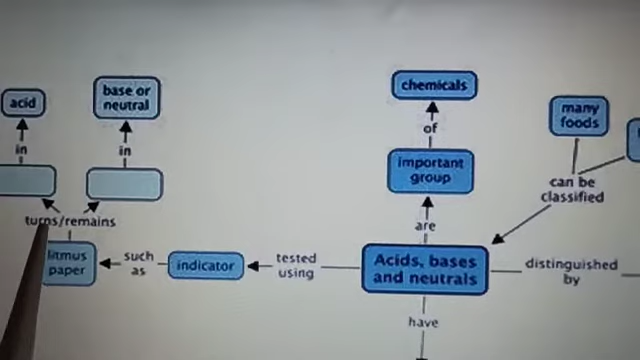 acid
base or
neutral
chemicals
many
foods
in
in
of
important
group
can be
classified
turns/remains
are
litmus
paper
such
as
indicator
tested
using
Acids, bases
and neutrals
distinguished
by
have